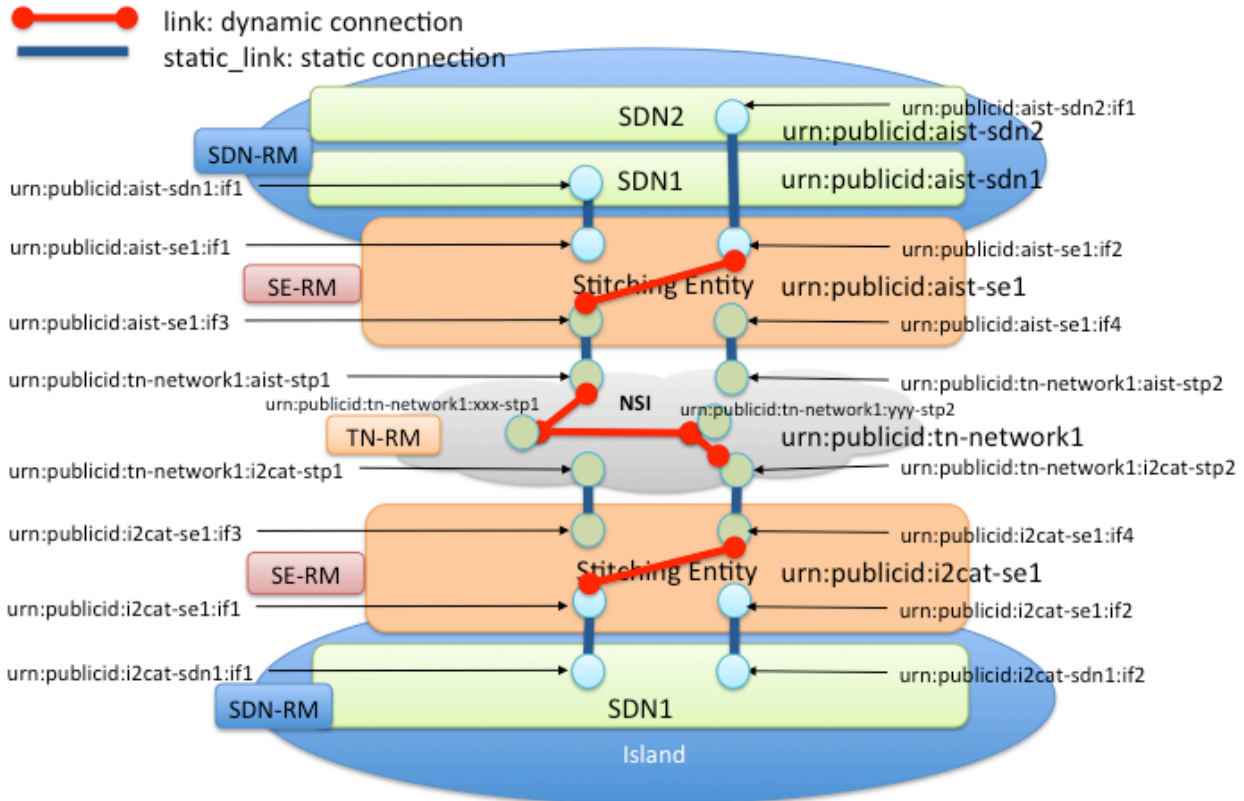 link: dynamic connection
static_link: static connection
SDN2
urn:publicid:aist-sdn2:if1
urn:publicid:aist-sdn2
SDN-RM
urn:publicid:aist-sdn1:if1
SDN1
urn:publicid:aist-sdn1
urn:publicid:aist-se1:if1
urn:publicid:aist-se1:if2
SE-RM
Stitching Entity
urn:publicid:aist-se1
urn:publicid:aist-se1:if3
urn:publicid:aist-se1:if4
urn:publicid:tn-network1:aist-stp1
urn:publicid:tn-network1:aist-stp2
urn:publicid:tn-network1:xxx-stp1
NSI
urn:publicid:tn-network1:yyy-stp2
TN-RM
urn:publicid:tn-network1
urn:publicid:tn-network1:i2cat-stp1
urn:publicid:tn-network1:i2cat-stp2
urn:publicid:i2cat-se1:if3
urn:publicid:i2cat-se1:if4
SE-RM
Stitching Entity
urn:publicid:i2cat-se1
urn:publicid:i2cat-se1:if1
urn:publicid:i2cat-se1:if2
urn:publicid:i2cat-sdn1:if1
urn:publicid:i2cat-sdn1:if2
SDN-RM
SDN1
Island